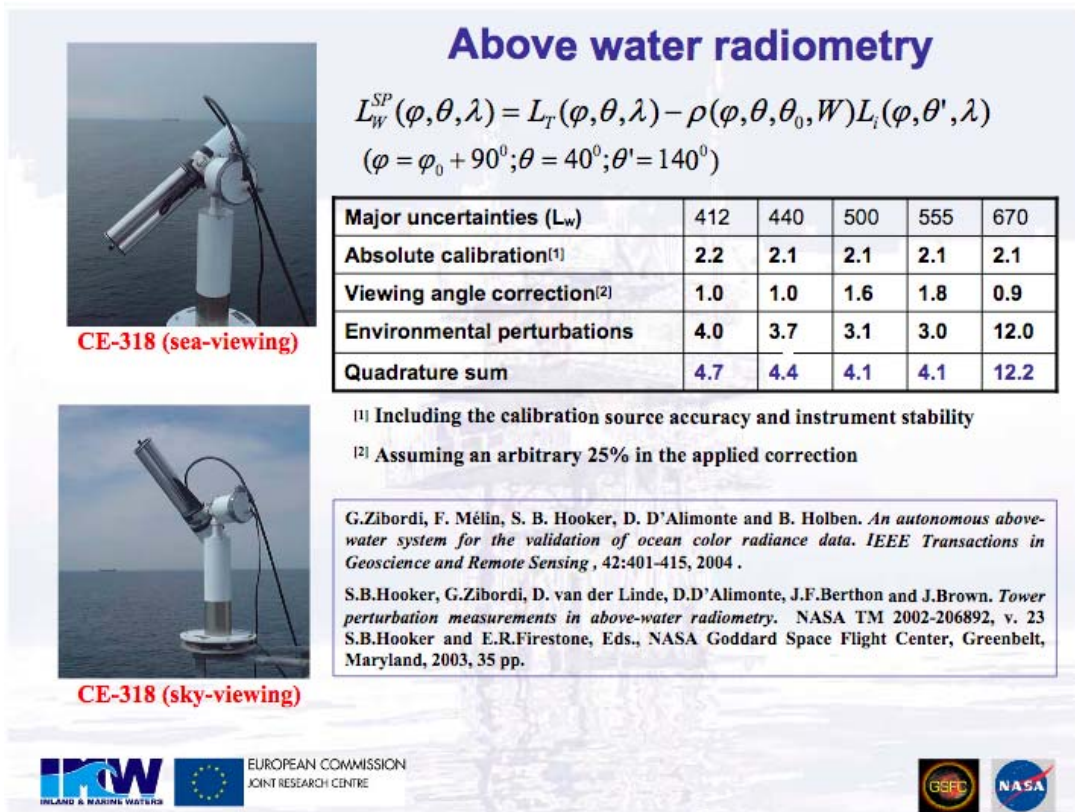 Above water radiometry
L_W^{SP}(φ,θ,λ) = L_T(φ,θ,λ) − ρ(φ,θ,θ_0,W)L_i(φ,θ',λ)
(φ = φ_0 + 90^0; θ = 40^0; θ' = 140^0)
CE-318 (sea-viewing)
Major uncertainties (L_w) 412 440 500 555 670
Absolute calibration[1] 2.2 2.1 2.1 2.1 2.1
Viewing angle correction[2] 1.0 1.0 1.6 1.8 0.9
Environmental perturbations 4.0 3.7 3.1 3.0 12.0
Quadrature sum 4.7 4.4 4.1 4.1 12.2
[1] Including the calibration source accuracy and instrument stability
[2] Assuming an arbitrary 25% in the applied correction
CE-318 (sky-viewing)
G.Zibordi, F. Mélin, S. B. Hooker, D. D'Alimonte and B. Holben. An autonomous above-
water system for the validation of ocean color radiance data. IEEE Transactions in
Geoscience and Remote Sensing , 42:401-415, 2004 .
S.B.Hooker, G.Zibordi, D. van der Linde, D.D'Alimonte, J.F.Berthon and J.Brown. Tower
perturbation measurements in above-water radiometry. NASA TM 2002-206892, v. 23
S.B.Hooker and E.R.Firestone, Eds., NASA Goddard Space Flight Center, Greenbelt,
Maryland, 2003, 35 pp.
IMW
INLAND & MARINE WATERS
EUROPEAN COMMISSION
JOINT RESEARCH CENTRE
GSFC
NASA